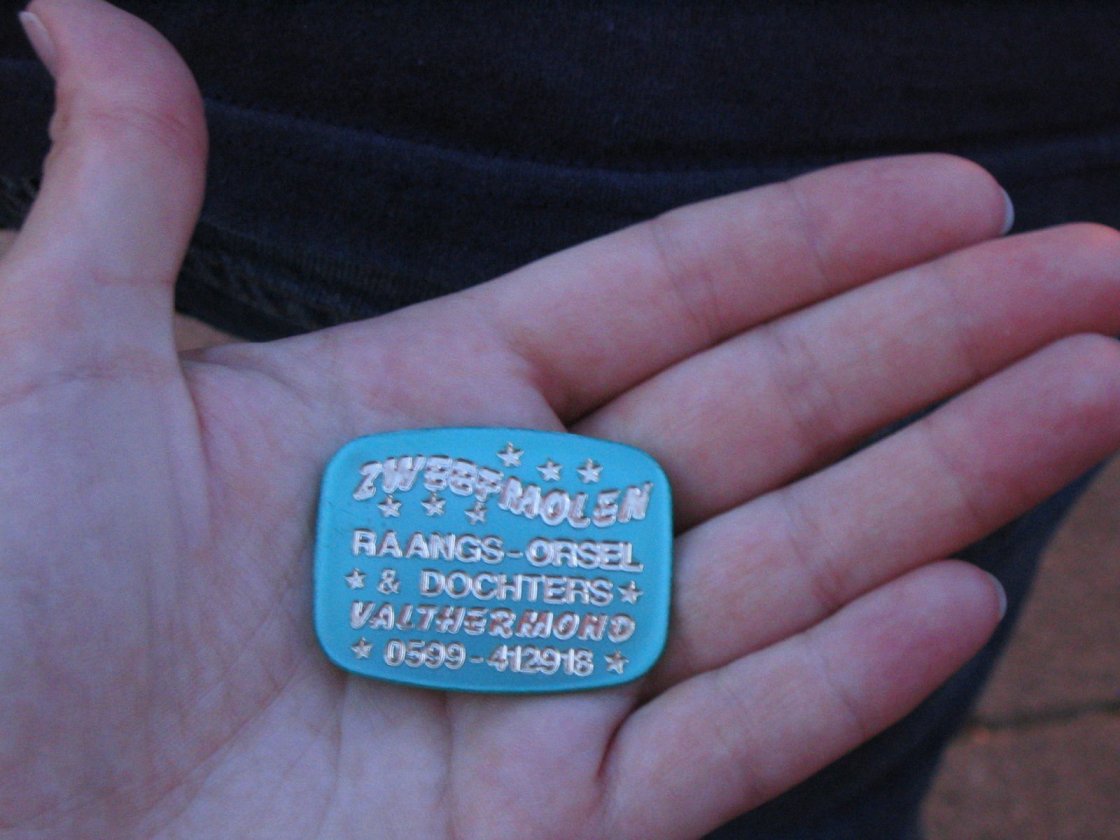 ZWEEFMOLEN
RAANGS-ORSEL
& DOCHTERS
VALTHERMOND
0599-412918